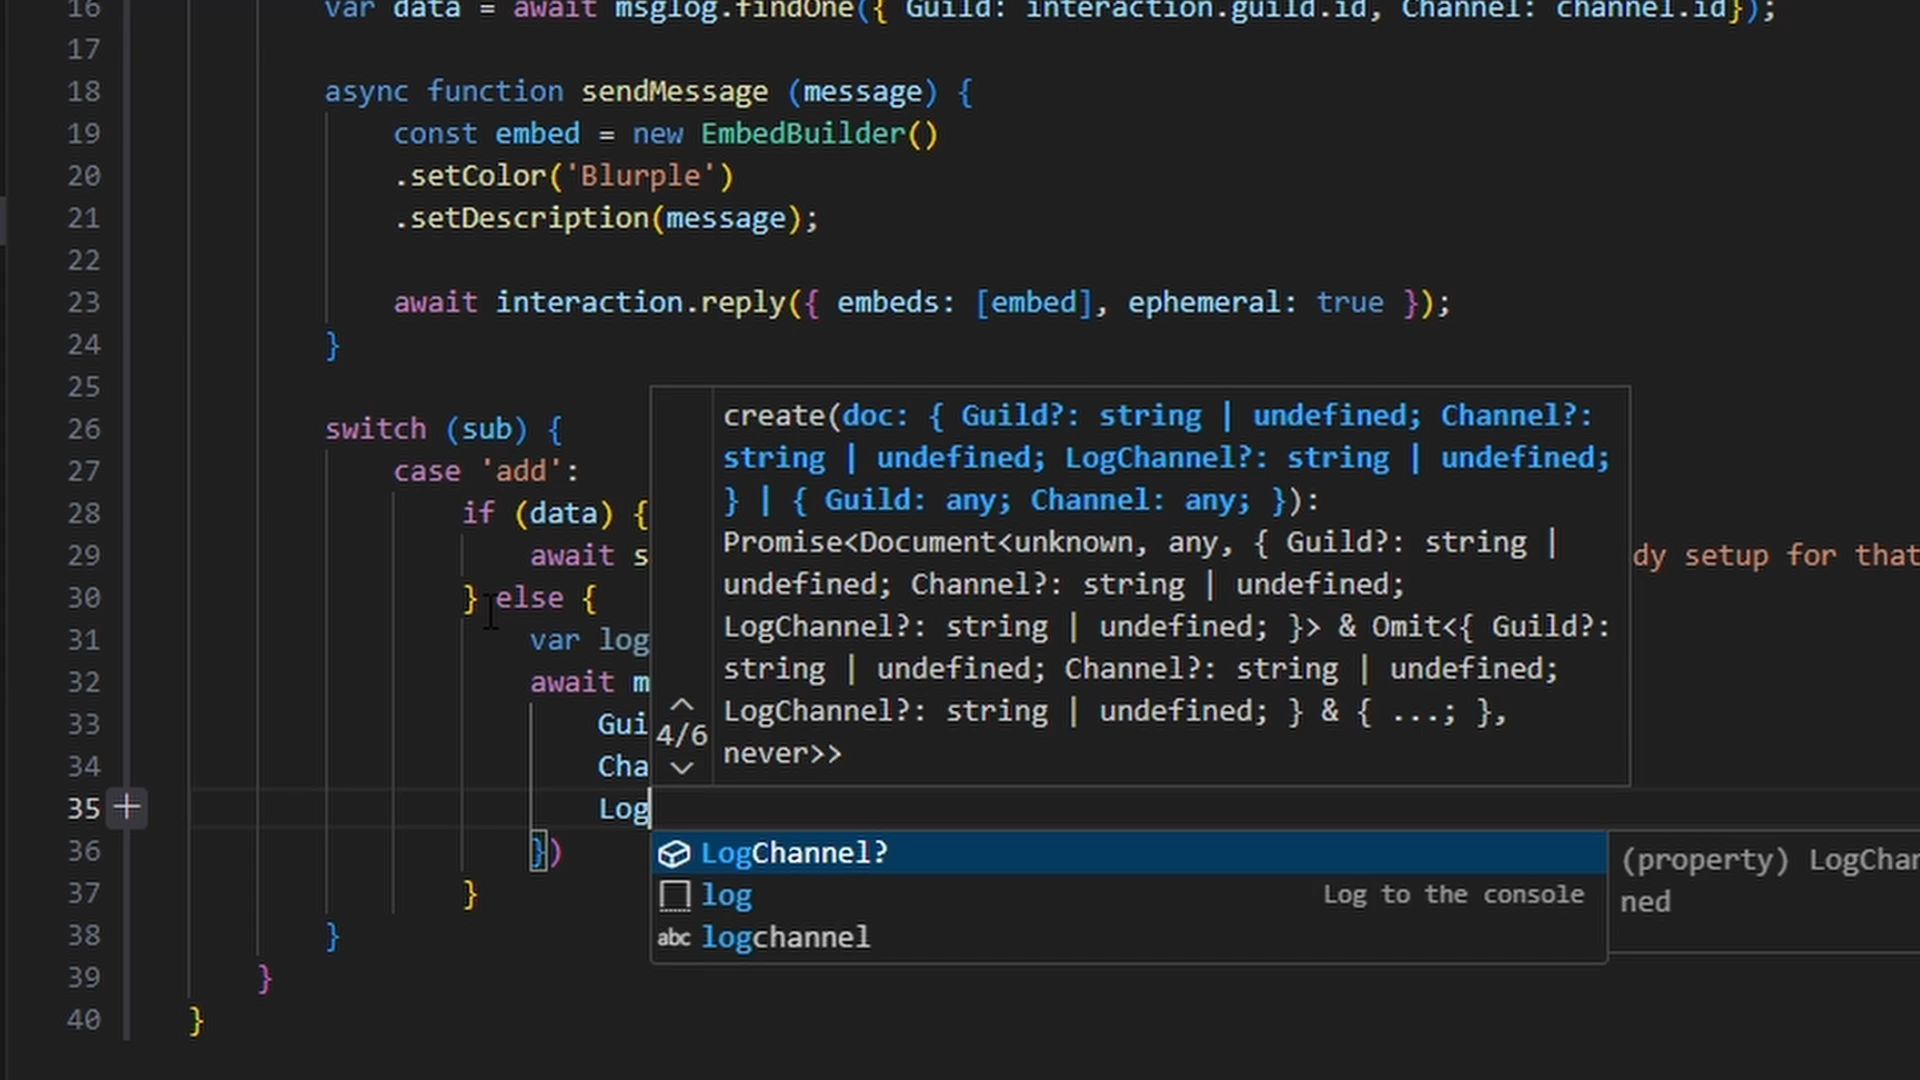 16 var data = await msglog.findOne({ Guild: interaction.guild.id, Channel: channel.id});
17
18 async function sendMessage (message) {
19 const embed = new EmbedBuilder()
20 .setColor('Blurple')
21 .setDescription(message);
22
23 await interaction.reply({ embeds: [embed], ephemeral: true });
24 }
25
26 switch (sub) {
27 case 'add':
28 if (data) {
29 await s
dy setup for that
30 } else {
31 var log
32 await m
33 Gui
34 Cha
35 Log
36 })
37 }
38 }
39 }
40 }
create(doc: { Guild?: string | undefined; Channel?:
string | undefined; LogChannel?: string | undefined;
} | { Guild: any; Channel: any; }):
Promise<Document<unknown, any, { Guild?: string |
undefined; Channel?: string | undefined;
LogChannel?: string | undefined; }> & Omit<{ Guild?:
string | undefined; Channel?: string | undefined;
LogChannel?: string | undefined; } & { ...; },
never>>
4/6
LogChannel?
log Log to the console
abc logchannel
(property) LogChan
ned